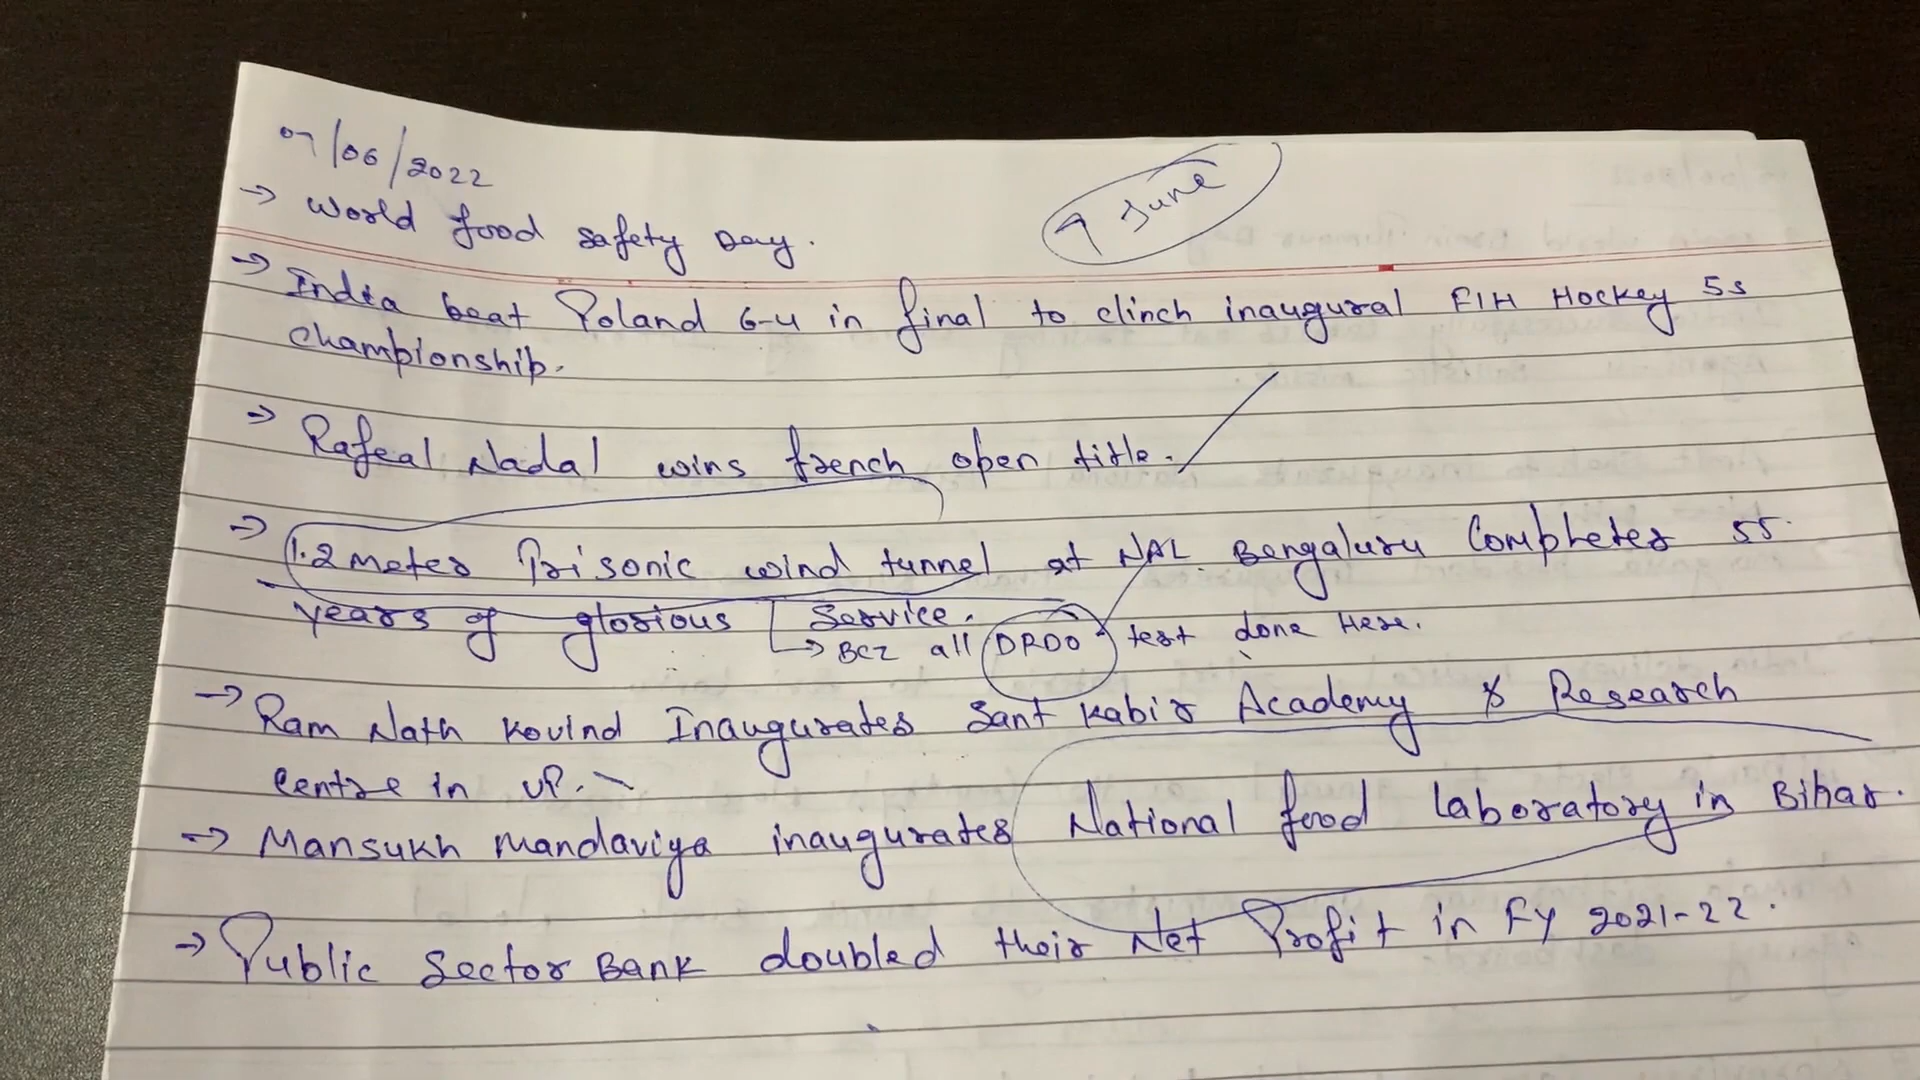 07/06/2022
7 June
→ World food safety Day.
→ India beat Poland 6-4 in final to clinch inaugural FIH Hockey 5s
Championship.
→ Rafeal Nadal wins french open title.
→ 1.2 meter Trisonic wind tunnel at NAL Bengaluru Completes 55
years of glorious Service.
→ BCZ all DRDO test done Here.
→ Ram Nath Kovind Inaugurates Sant Kabir Academy & Research
Centre in UP.
→ Mansukh Mandaviya inaugurates National food laboratory in Bihar.
→ Public Sector Bank doubled their Net Profit in FY 2021-22.